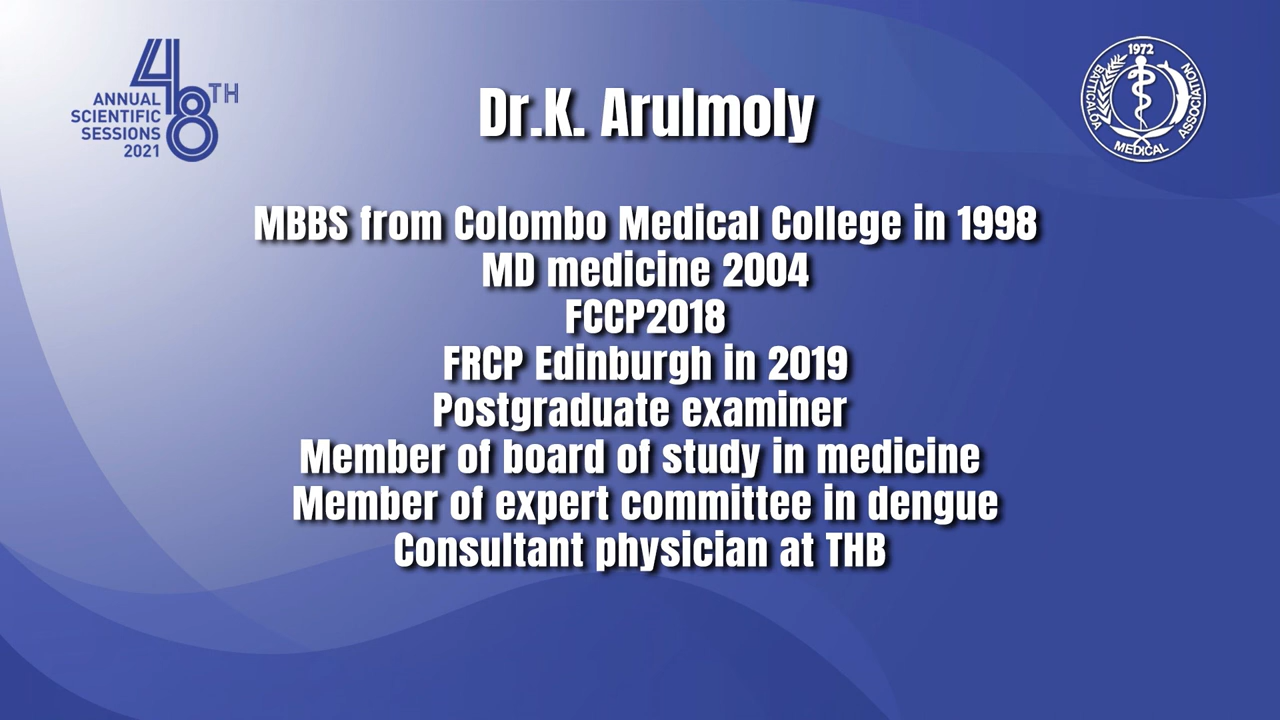 48TH
ANNUAL
SCIENTIFIC
SESSIONS
2021
Dr.K. Arulmoly
1972
BATTICALOA MEDICAL ASSOCIATION
MBBS from Colombo Medical College in 1998
MD medicine 2004
FCCP2018
FRCP Edinburgh in 2019
Postgraduate examiner
Member of board of study in medicine
Member of expert committee in dengue
Consultant physician at THB